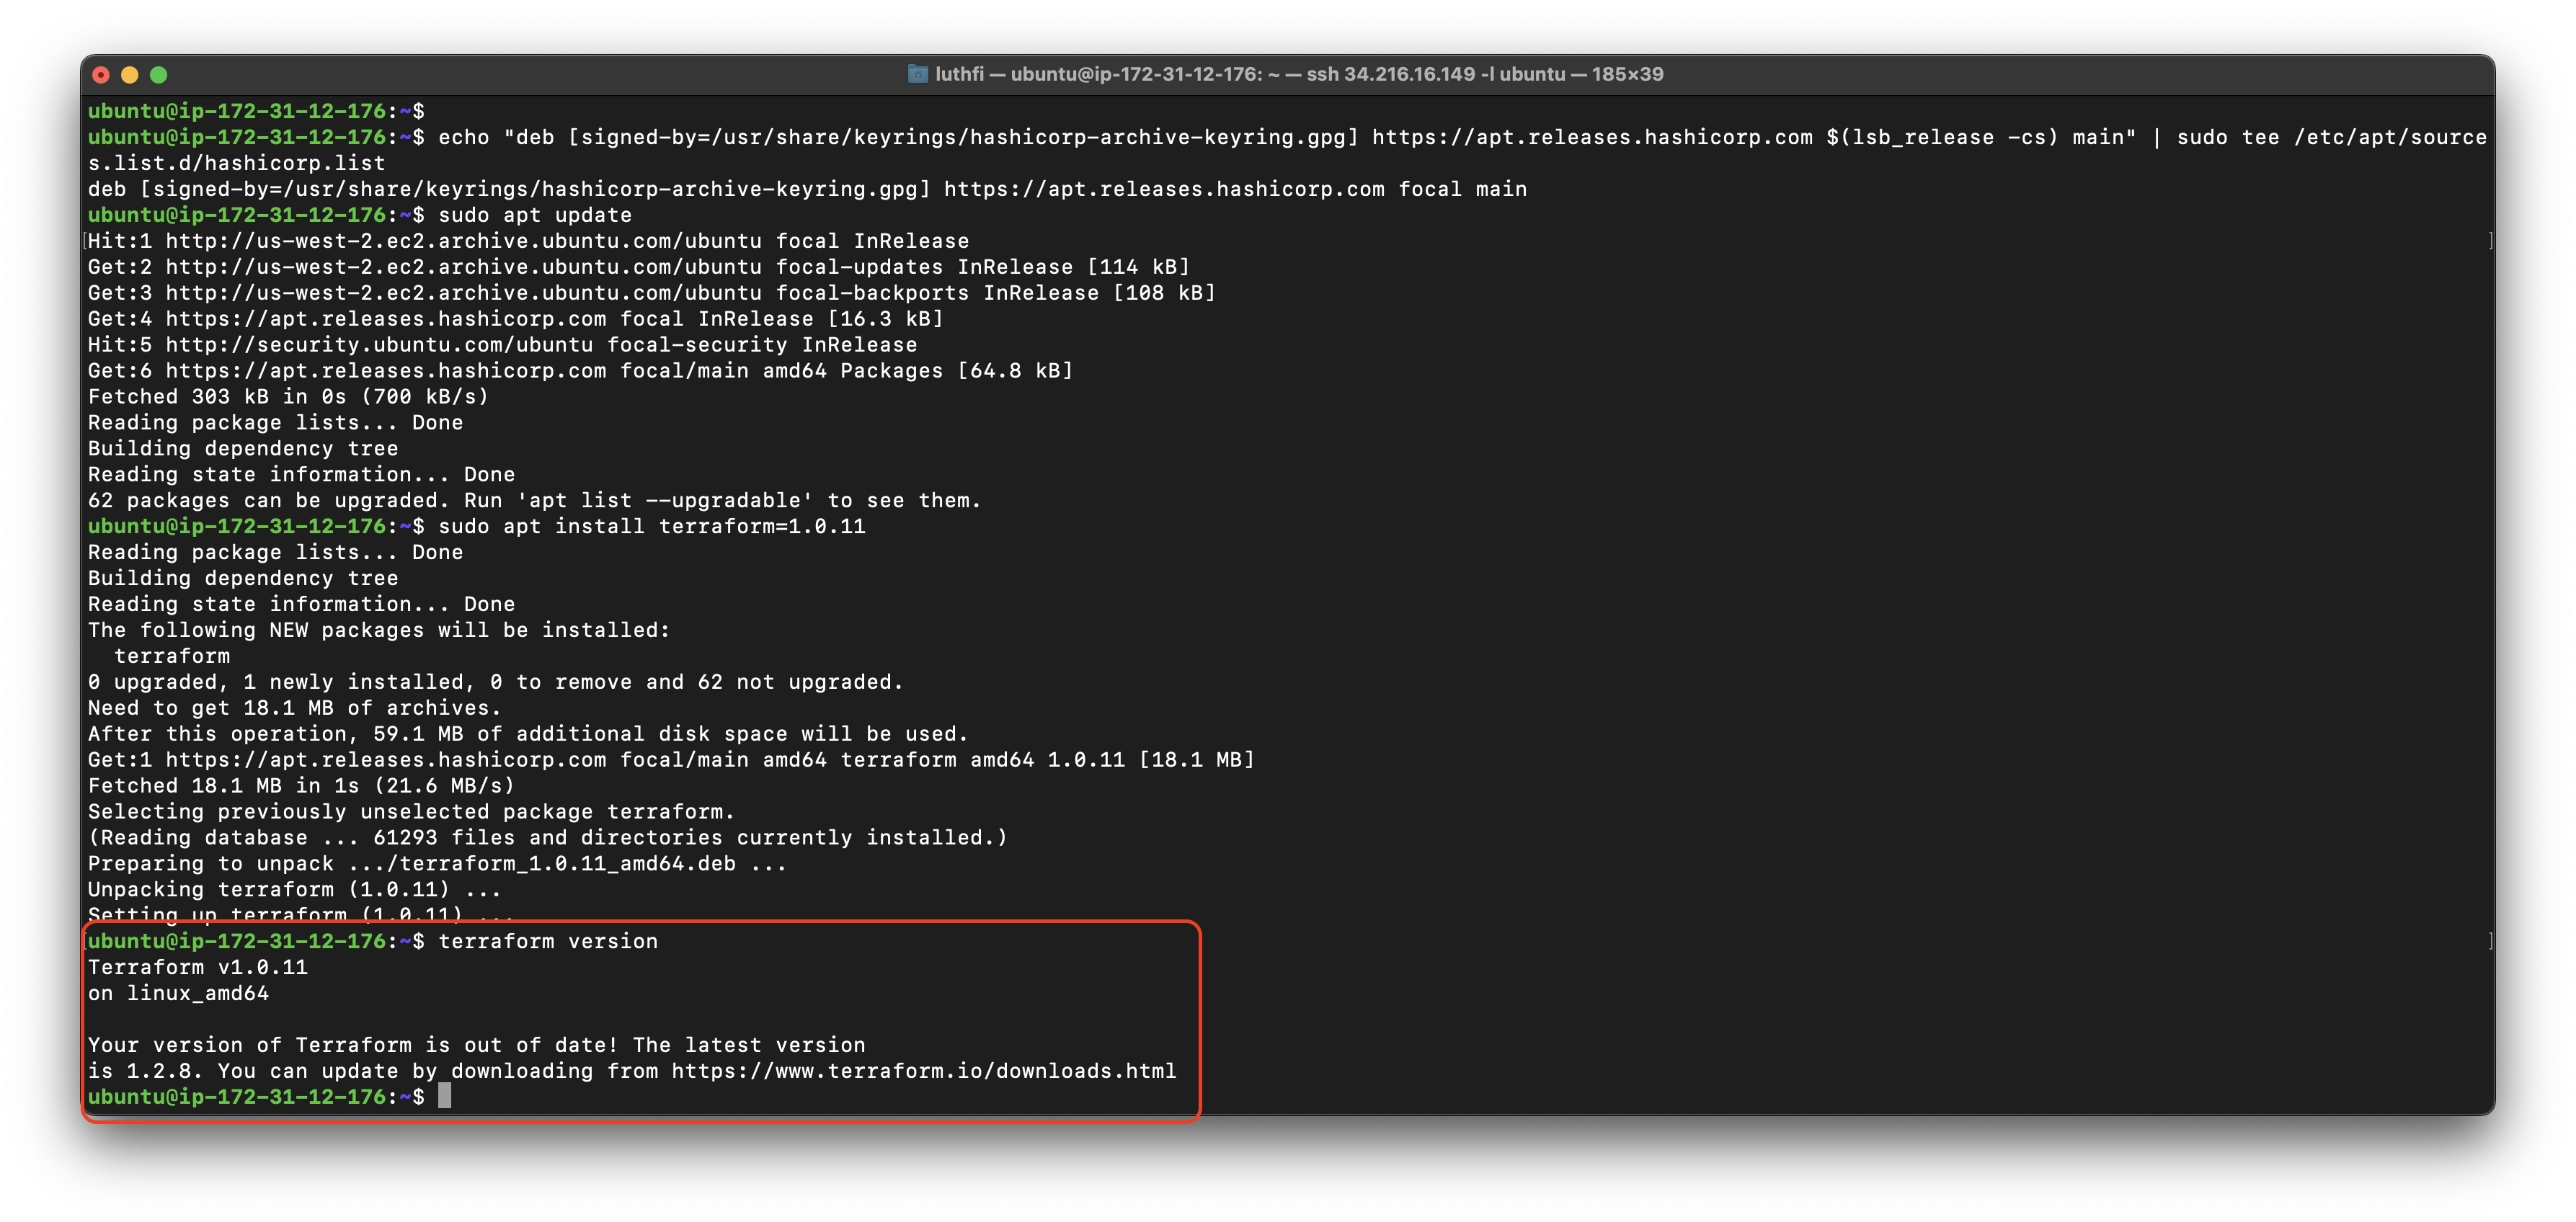 luthfi — ubuntu@ip-172-31-12-176: ~ — ssh 34.216.16.149 -l ubuntu — 185×39
ubuntu@ip-172-31-12-176:~$
ubuntu@ip-172-31-12-176:~$ echo "deb [signed-by=/usr/share/keyrings/hashicorp-archive-keyring.gpg] https://apt.releases.hashicorp.com $(lsb_release -cs) main" | sudo tee /etc/apt/source
s.list.d/hashicorp.list
deb [signed-by=/usr/share/keyrings/hashicorp-archive-keyring.gpg] https://apt.releases.hashicorp.com focal main
ubuntu@ip-172-31-12-176:~$ sudo apt update
Hit:1 http://us-west-2.ec2.archive.ubuntu.com/ubuntu focal InRelease
Get:2 http://us-west-2.ec2.archive.ubuntu.com/ubuntu focal-updates InRelease [114 kB]
Get:3 http://us-west-2.ec2.archive.ubuntu.com/ubuntu focal-backports InRelease [108 kB]
Get:4 https://apt.releases.hashicorp.com focal InRelease [16.3 kB]
Hit:5 http://security.ubuntu.com/ubuntu focal-security InRelease
Get:6 https://apt.releases.hashicorp.com focal/main amd64 Packages [64.8 kB]
Fetched 303 kB in 0s (700 kB/s)
Reading package lists... Done
Building dependency tree
Reading state information... Done
62 packages can be upgraded. Run 'apt list --upgradable' to see them.
ubuntu@ip-172-31-12-176:~$ sudo apt install terraform=1.0.11
Reading package lists... Done
Building dependency tree
Reading state information... Done
The following NEW packages will be installed:
  terraform
0 upgraded, 1 newly installed, 0 to remove and 62 not upgraded.
Need to get 18.1 MB of archives.
After this operation, 59.1 MB of additional disk space will be used.
Get:1 https://apt.releases.hashicorp.com focal/main amd64 terraform amd64 1.0.11 [18.1 MB]
Fetched 18.1 MB in 1s (21.6 MB/s)
Selecting previously unselected package terraform.
(Reading database ... 61293 files and directories currently installed.)
Preparing to unpack .../terraform_1.0.11_amd64.deb ...
Unpacking terraform (1.0.11) ...
Setting up terraform (1.0.11) ...
ubuntu@ip-172-31-12-176:~$ terraform version
Terraform v1.0.11
on linux_amd64
Your version of Terraform is out of date! The latest version
is 1.2.8. You can update by downloading from https://www.terraform.io/downloads.html
ubuntu@ip-172-31-12-176:~$